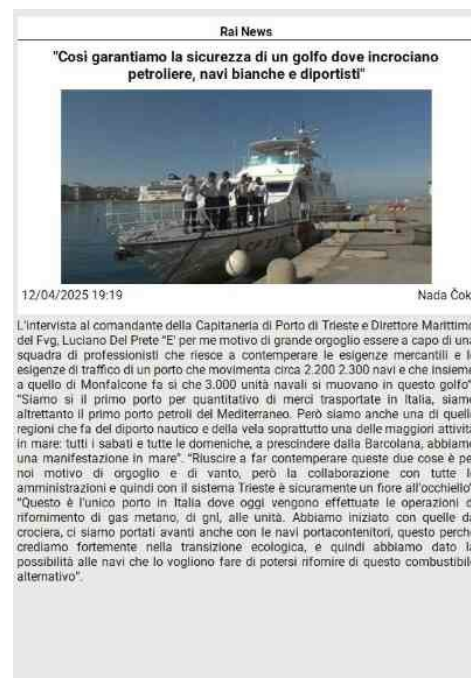 Rai News
"Così garantiamo la sicurezza di un golfo dove incrociano
petroliere, navi bianche e diportisti"
12/04/2025 19:19
Nada Čok
L'intervista al comandante della Capitaneria di Porto di Trieste e Direttore Marittimo
del Fvg, Luciano Del Prete "E' per me motivo di grande orgoglio essere a capo di una
squadra di professionisti che riesce a contemperare le esigenze mercantili e le
esigenze di traffico di un porto che movimenta circa 2.200 2.300 navi e che insieme
a quello di Monfalcone fa sì che 3.000 unità navali si muovano in questo golfo"
"Siamo sì il primo porto per quantitativo di merci trasportate in Italia, siamo
altrettanto il primo porto petroli del Mediterraneo. Però siamo anche una di quelle
regioni che fa del diporto nautico e della vela soprattutto una delle maggiori attività
in mare: tutti i sabati e tutte le domeniche, a prescindere dalla Barcolana, abbiamo
una manifestazione in mare". "Riuscire a far contemperare queste due cose è per
noi motivo di orgoglio e di vanto, però la collaborazione con tutte le
amministrazioni e quindi con il sistema Trieste è sicuramente un fiore all'occhiello"
"Questo è l'unico porto in Italia dove oggi vengono effettuate le operazioni di
rifornimento di gas metano, di gnl, alle unità. Abbiamo iniziato con quelle da
crociera, ci siamo portati avanti anche con le navi portacontenitori, questo perché
crediamo fortemente nella transizione ecologica, e quindi abbiamo dato la
possibilità alle navi che lo vogliono fare di potersi rifornire di questo combustibile
alternativo".